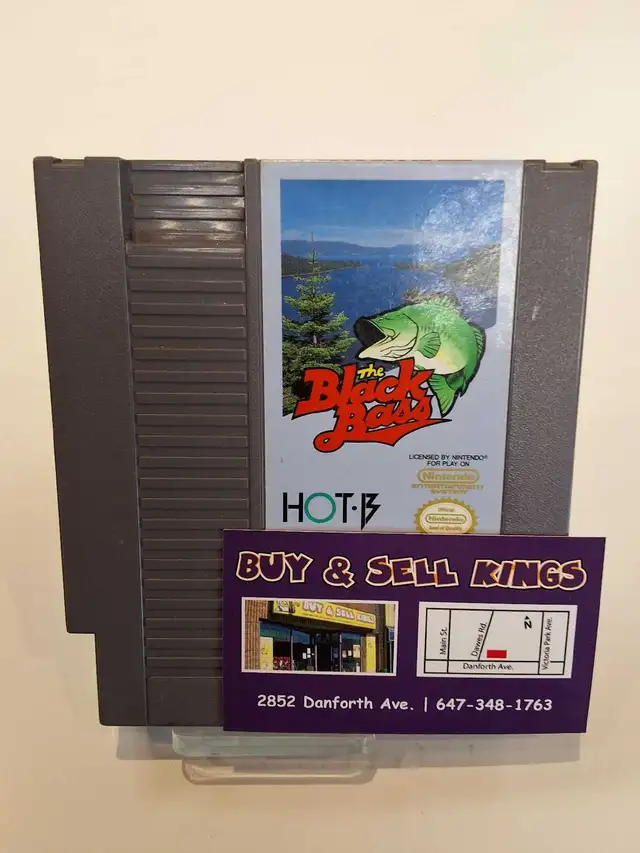 The
Black
Bass
LICENSED BY NINTENDO®
FOR PLAY ON
Nintendo
ENTERTAINMENT
SYSTEM
HOT·B
Official
Nintendo
Seal of Quality
BUY & SELL KINGS
BUY & SELL KINGS
Main St.
Dawes Rd.
N
Victoria Park Ave.
Danforth Ave.
2852 Danforth Ave. | 647-348-1763